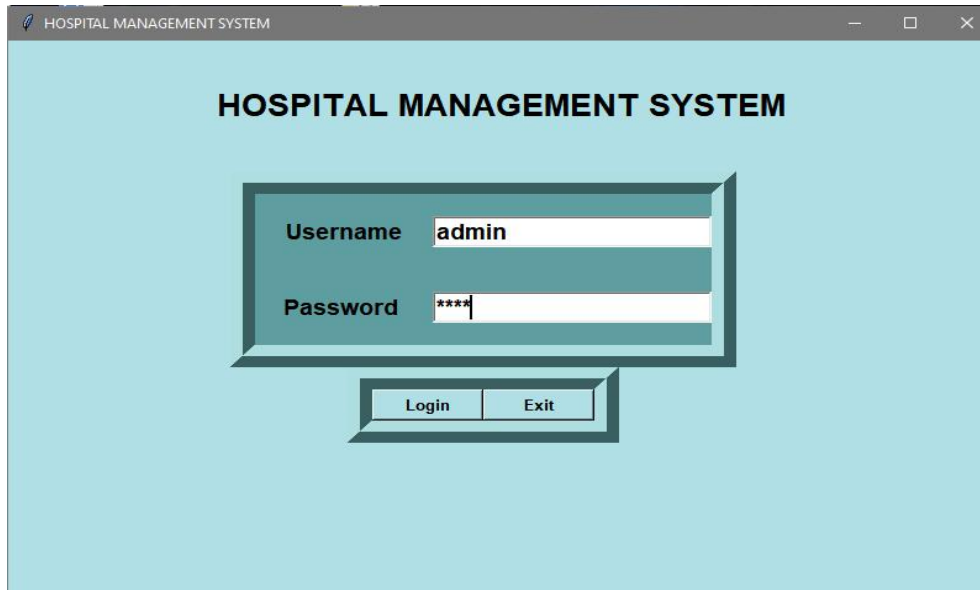 HOSPITAL MANAGEMENT SYSTEM
HOSPITAL MANAGEMENT SYSTEM
Username admin
Password ****
Login Exit